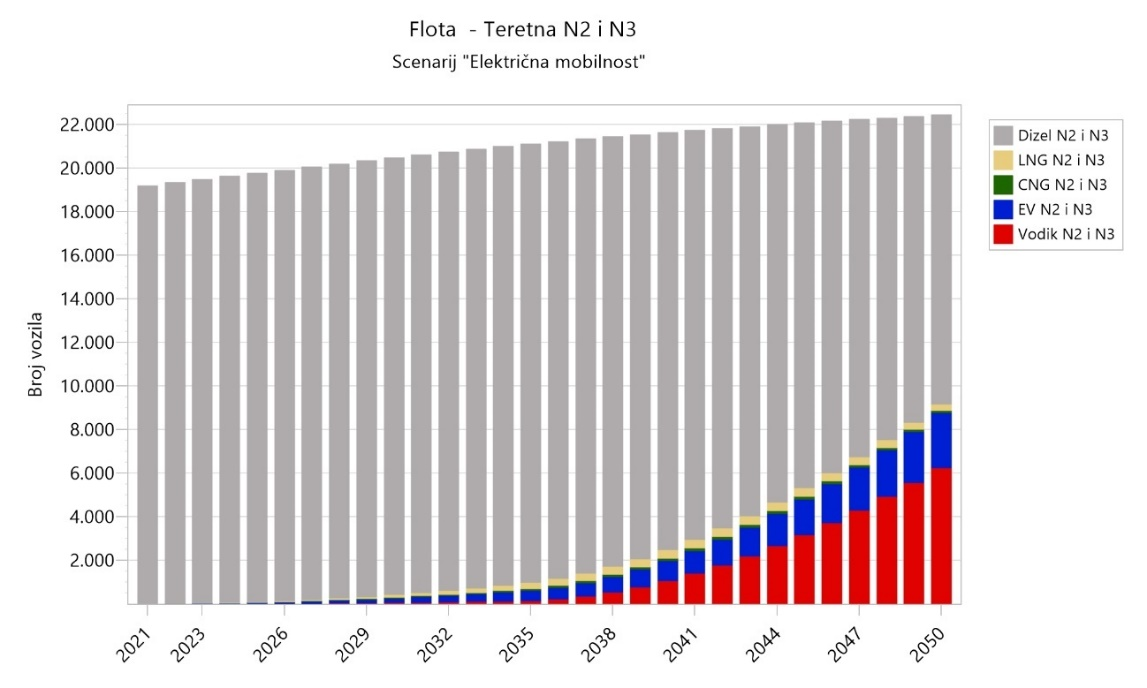 Flota - Teretna N2 i N3
Scenarij "Električna mobilnost"
Broj vozila
22.000
20.000
18.000
16.000
14.000
12.000
10.000
8.000
6.000
4.000
2.000
2021
2023
2026
2029
2032
2035
2038
2041
2044
2047
2050
Dizel N2 i N3
LNG N2 i N3
CNG N2 i N3
EV N2 i N3
Vodik N2 i N3